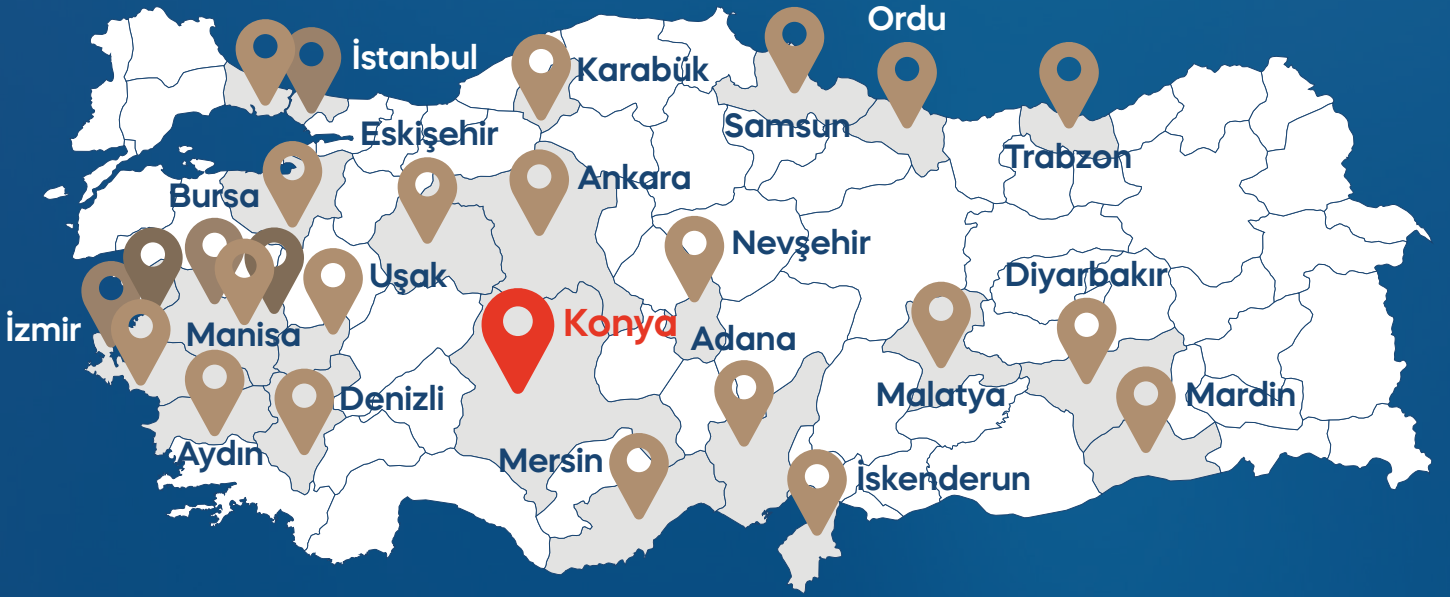 Ordu
İstanbul
Karabük
Samsun
Eskişehir
Trabzon
Ankara
Bursa
Nevşehir
Uşak
Diyarbakır
İzmir
Manisa
Konya
Adana
Denizli
Malatya
Mardin
Aydın
Mersin
İskenderun